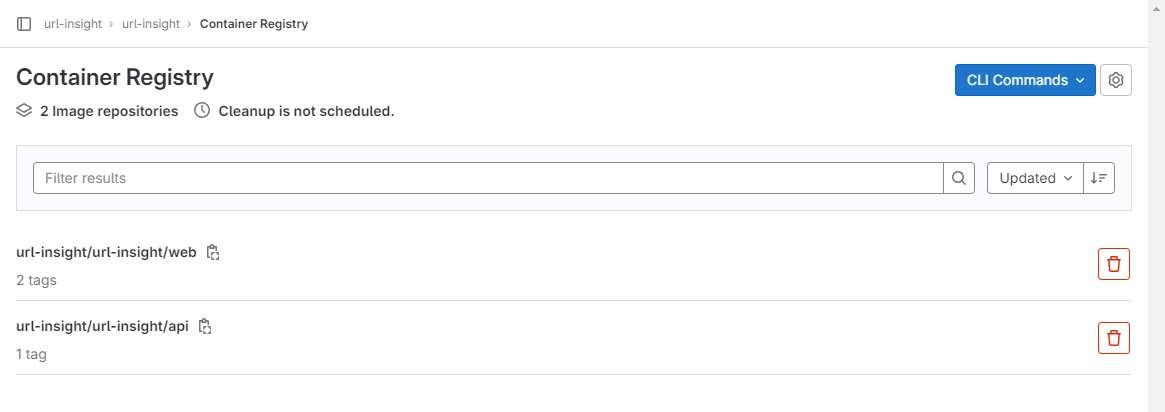 url-insight › url-insight › Container Registry
Container Registry
CLI Commands
2 Image repositories Cleanup is not scheduled.
Filter results Updated
url-insight/url-insight/web
2 tags
url-insight/url-insight/api
1 tag